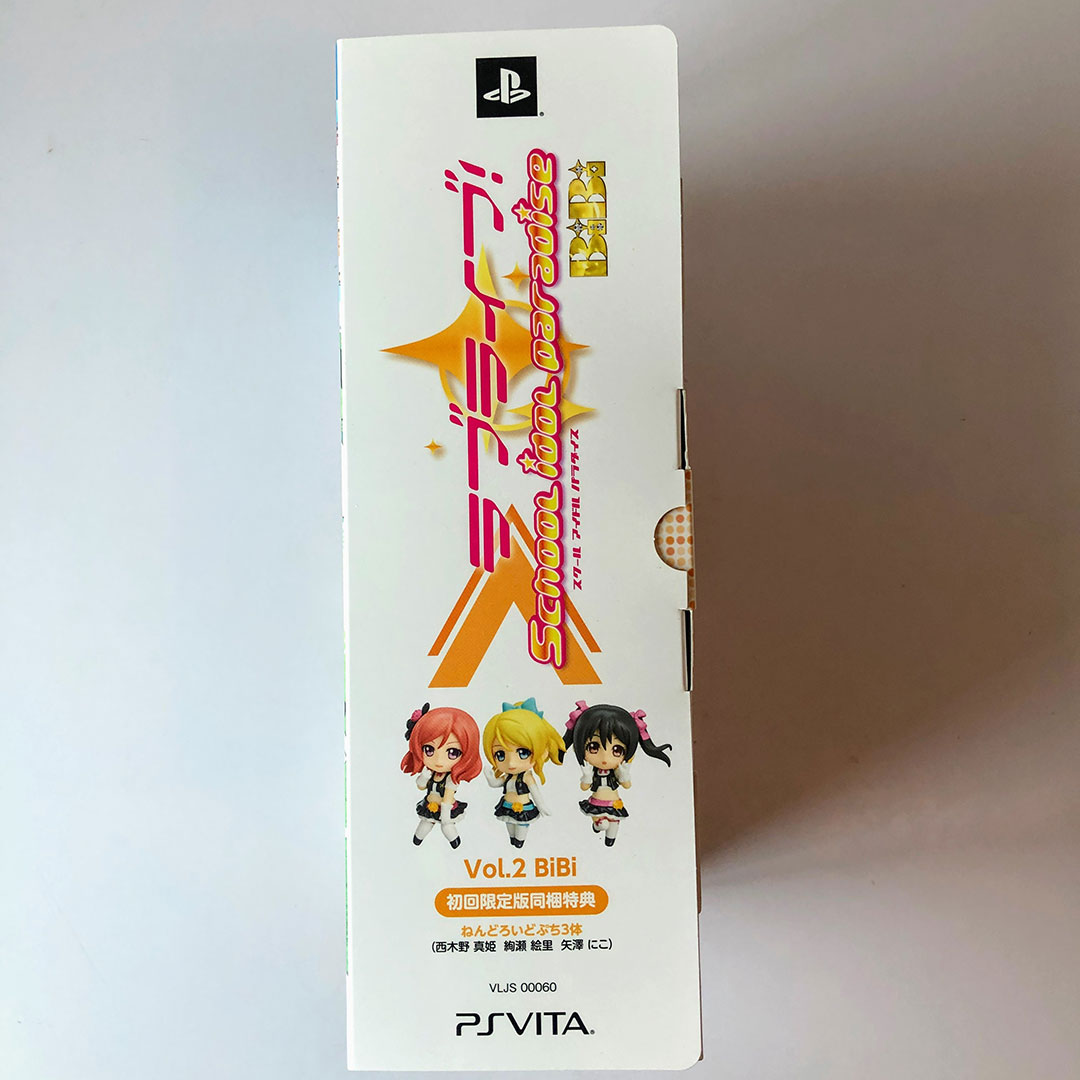 ラブライブ!
School idol paradise
スクールアイドルパラダイス
BiBi
Vol.2 BiBi
初回限定版同梱特典
ねんどろいどぷち3体
(西木野 真姫 絢瀬 絵里 矢澤 にこ)
VLJS 00060
PSVITA